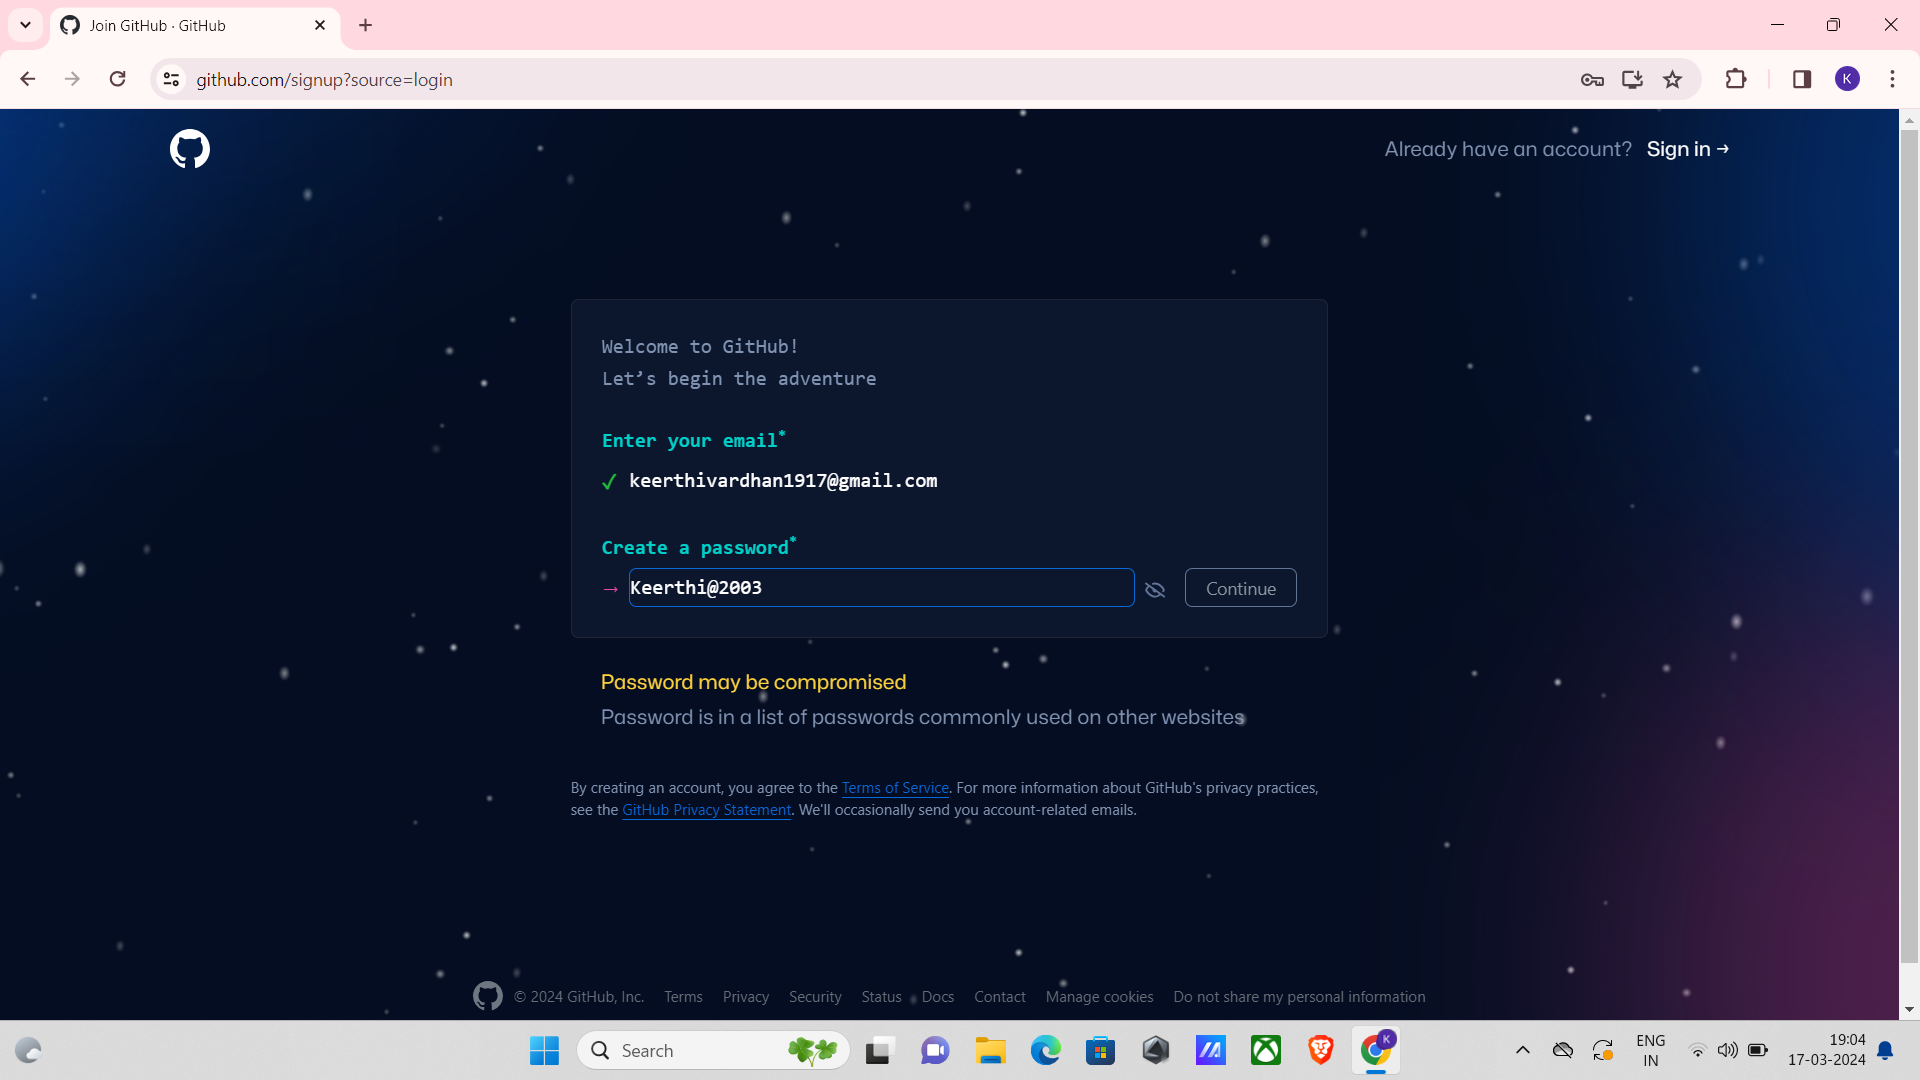 Join GitHub · GitHub
github.com/signup?source=login
K
Already have an account? Sign in →
Welcome to GitHub!
Let’s begin the adventure
Enter your email*
✓ keerthivardhan1917@gmail.com
Create a password*
→ Keerthi@2003 Continue
Password may be compromised
Password is in a list of passwords commonly used on other websites
By creating an account, you agree to the Terms of Service. For more information about GitHub's privacy practices,
see the GitHub Privacy Statement. We'll occasionally send you account-related emails.
© 2024 GitHub, Inc. Terms Privacy Security Status Docs Contact Manage cookies Do not share my personal information
Search
K
ENG
IN
19:04
17-03-2024